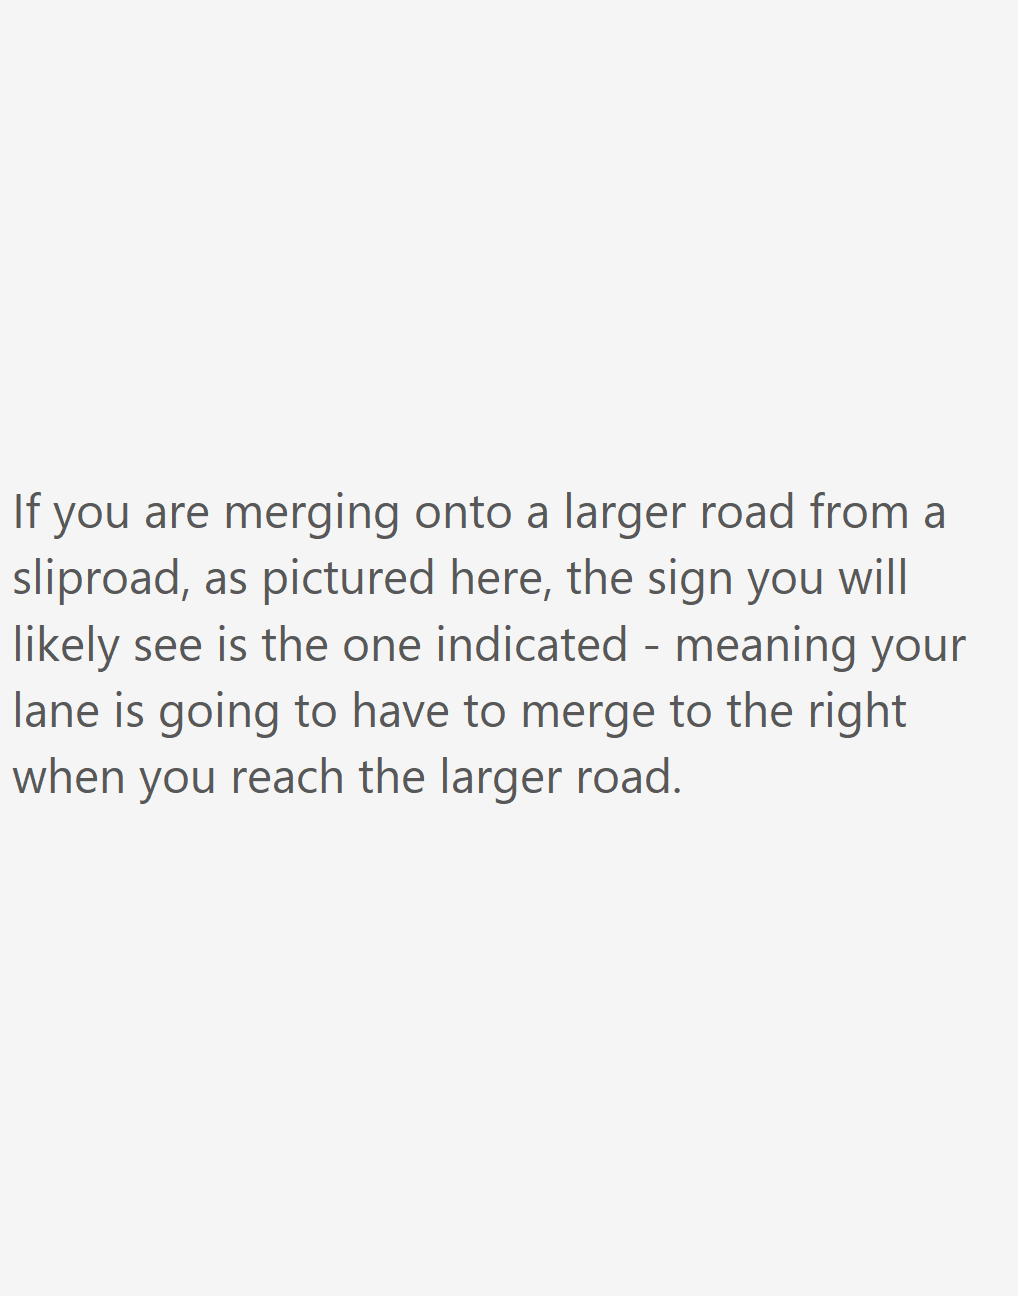 If you are merging onto a larger road from a
sliproad, as pictured here, the sign you will
likely see is the one indicated - meaning your
lane is going to have to merge to the right
when you reach the larger road.